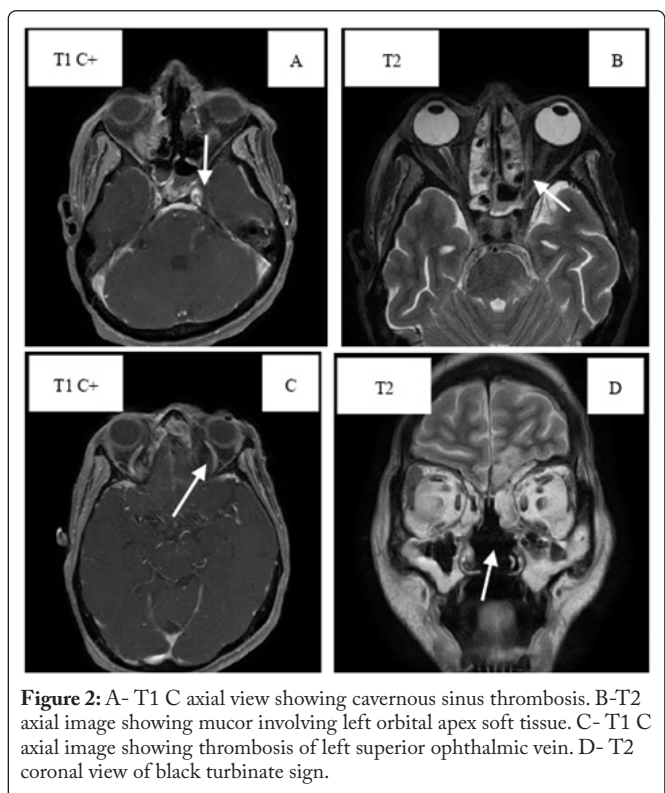 T1 C+
A
T2
B
T1 C+
C
T2
D
Figure 2: A- T1 C axial view showing cavernous sinus thrombosis. B-T2
axial image showing mucor involving left orbital apex soft tissue. C- T1 C
axial image showing thrombosis of left superior ophthalmic vein. D- T2
coronal view of black turbinate sign.